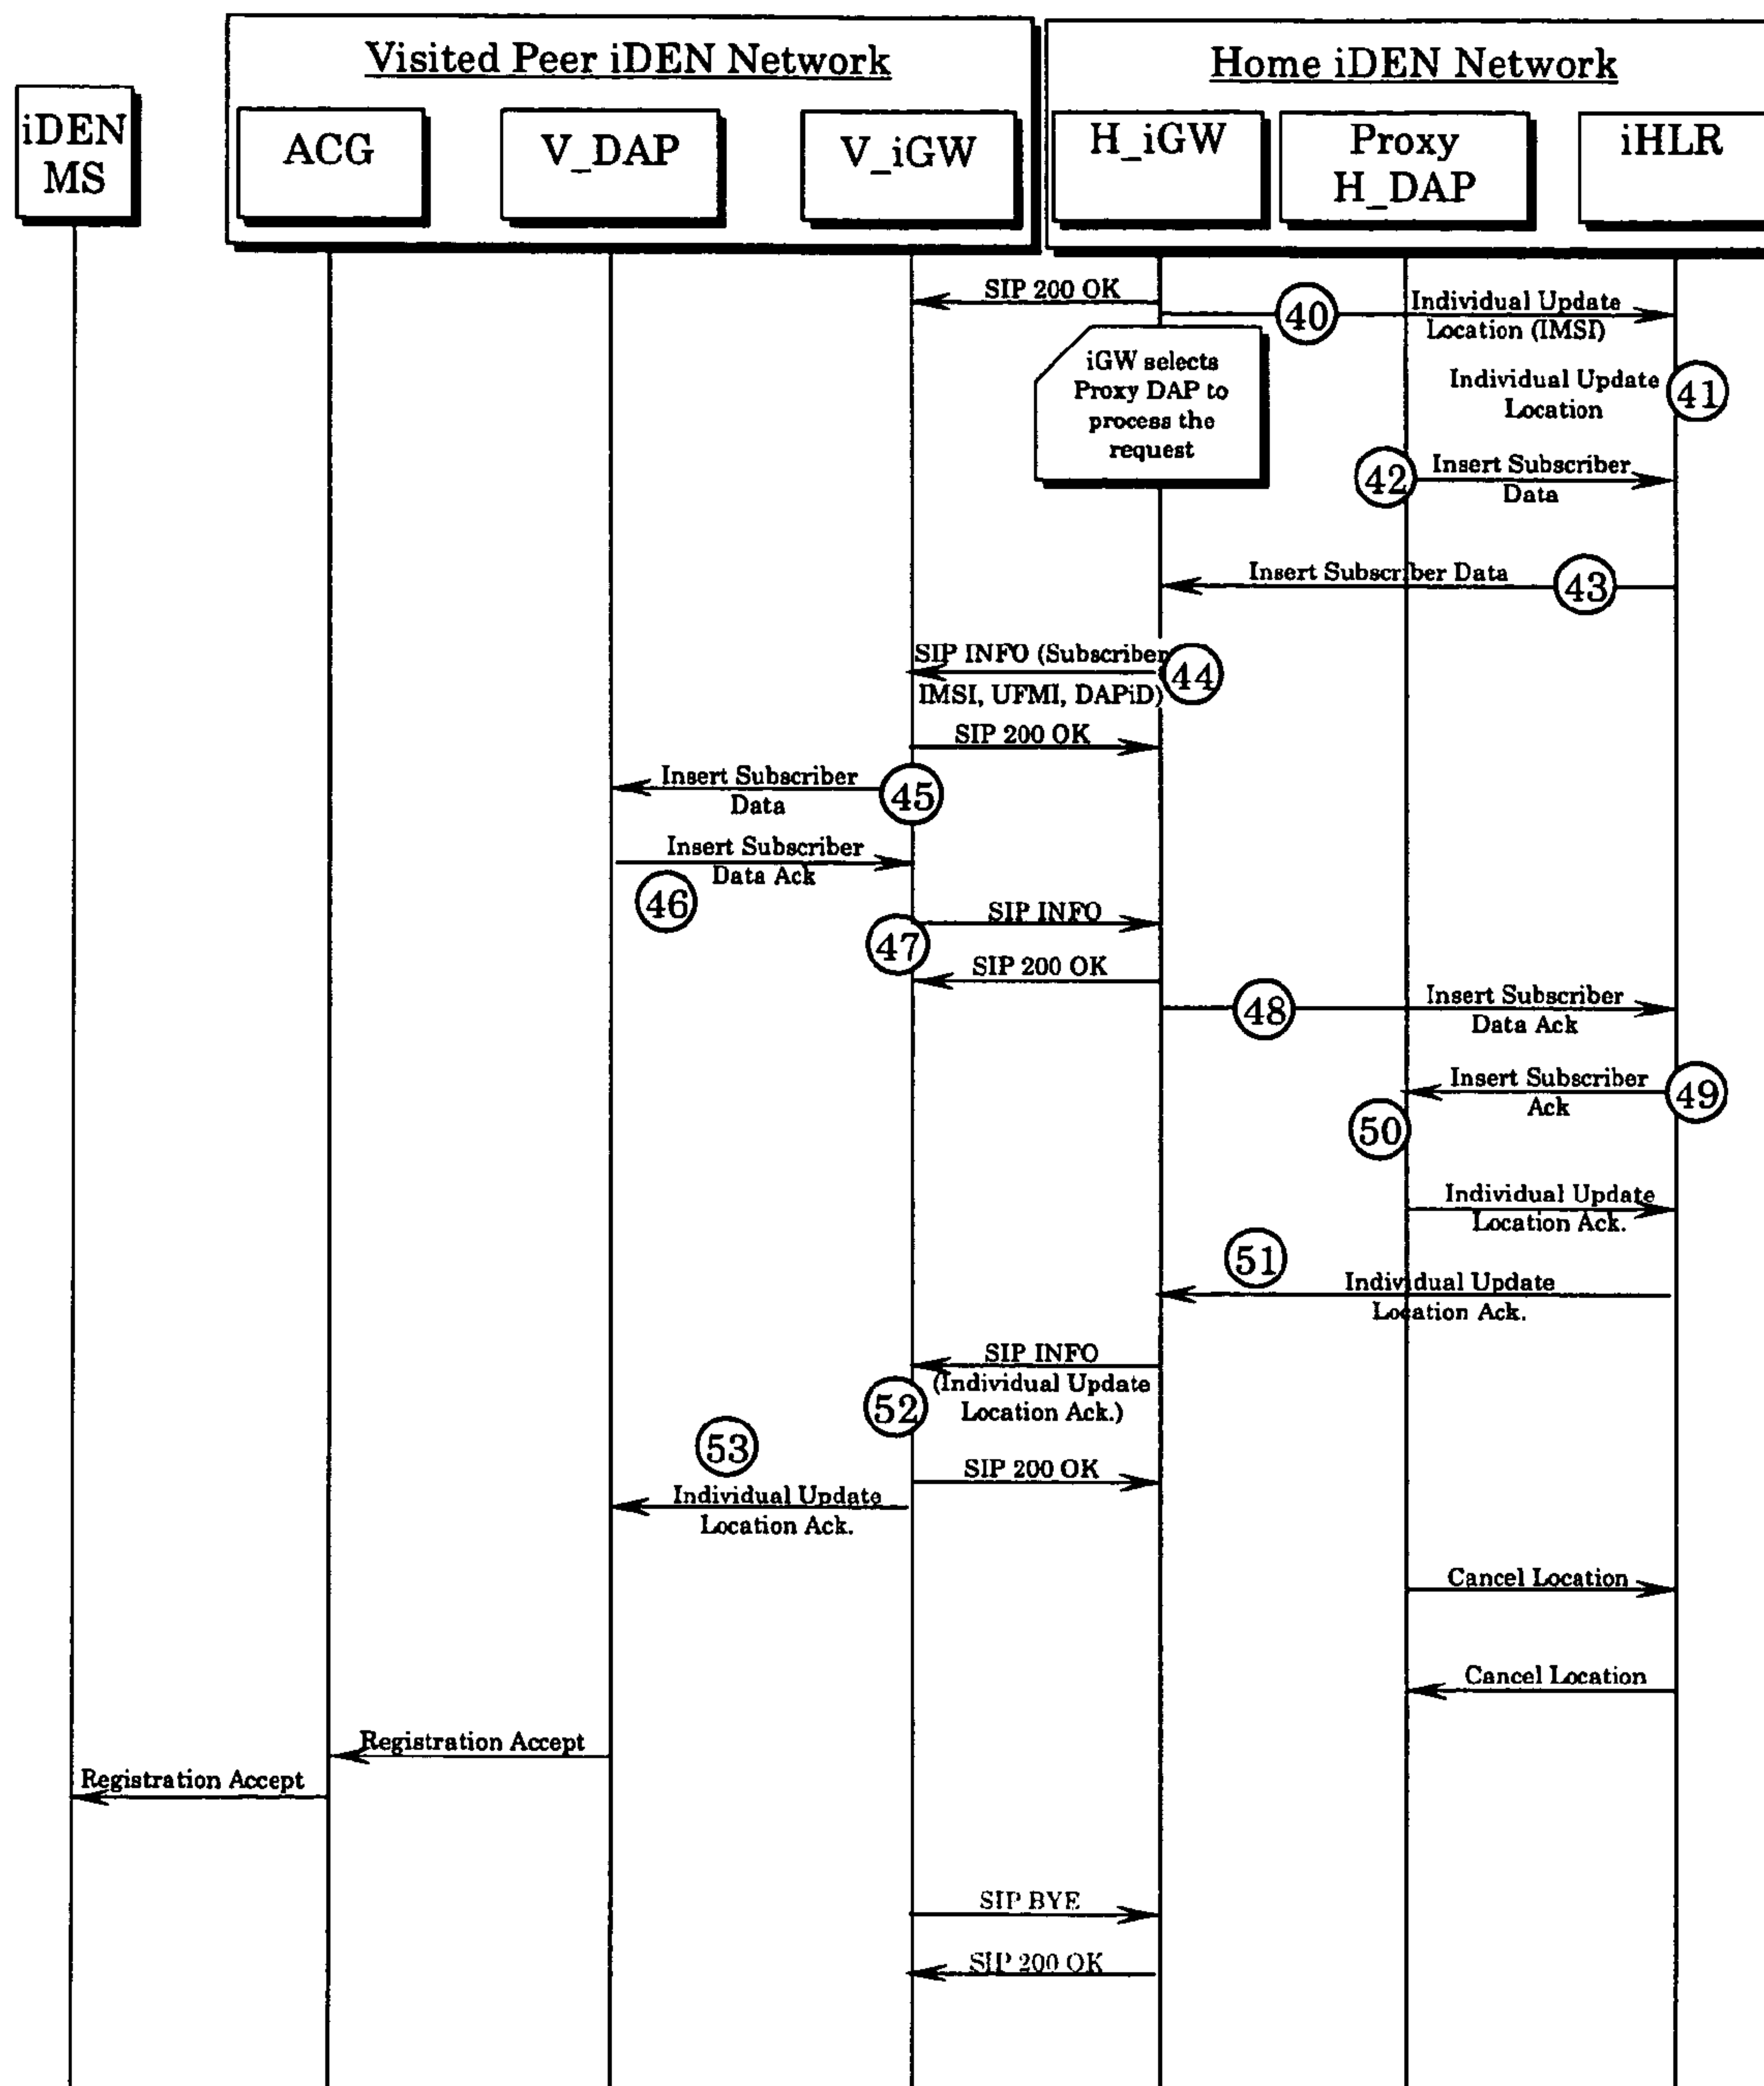 Visited Peer iDEN Network
Home iDEN Network
iDEN
MS
ACG
V_DAP
V_iGW
H_iGW
Proxy
H_DAP
iHLR
SIP 200 OK
40
Individual Update
Location (IMSI)
iGW selects
Proxy DAP to
process the
request
Individual Update
Location
41
42
Insert Subscriber
Data
Insert Subscriber Data
43
SIP INFO (Subscriber
IMSI, UFMI, DAPiD)
44
SIP 200 OK
Insert Subscriber
Data
45
Insert Subscriber
Data Ack
46
SIP INFO
47
SIP 200 OK
48
Insert Subscriber
Data Ack
Insert Subscriber
Ack
49
50
Individual Update
Location Ack.
51
Individual Update
Location Ack.
SIP INFO
(Individual Update
Location Ack.)
52
53
SIP 200 OK
Individual Update
Location Ack.
Cancel Location
Cancel Location
Registration Accept
Registration Accept
SIP BYE
SIP 200 OK